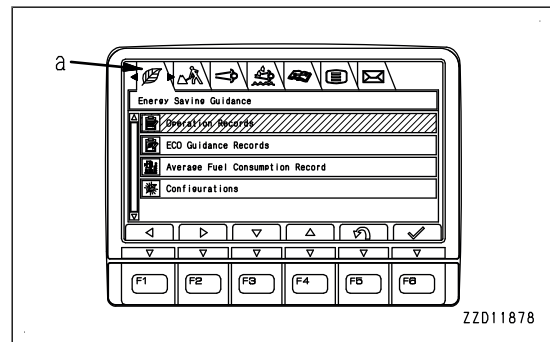 a
Energy Saving Guidance
Operation Records
ECO Guidance Records
Average Fuel Consumption Record
Configurations
F1 F2 F3 F4 F5 F6
ZZD11878